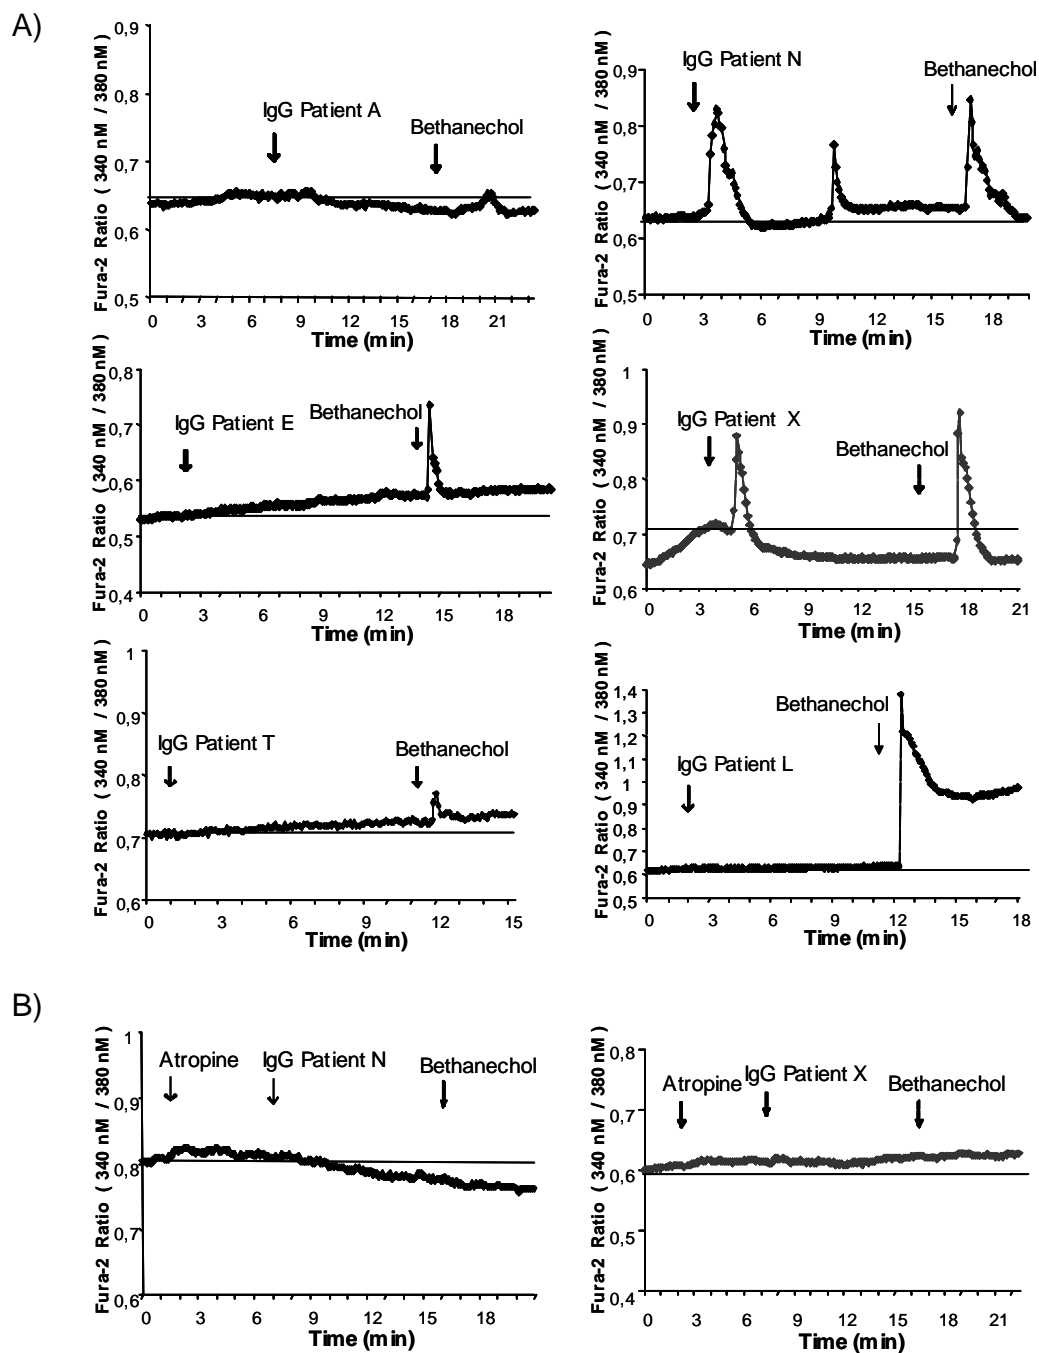 A)
Fura-2 Ratio ( 340 nM / 380 nM )
0,9
0,8
0,7
0,6
0,5
IgG Patient A
Bethanechol
0 3 6 9 12 15 18 21
Time (min)
Fura-2 Ratio ( 340 nM / 380 nM )
0,9
0,8
0,7
0,6
0,5
IgG Patient N
Bethanechol
0 3 6 9 12 15 18
Time (min)
Fura-2 Ratio ( 340 nM / 380 nM )
0,8
0,7
0,6
0,5
0,4
IgG Patient E
Bethanechol
0 3 6 9 12 15 18
Time (min)
Fura-2 Ratio ( 340 nM / 380 nM )
1
0,9
0,8
0,7
0,6
IgG Patient X
Bethanechol
0 3 6 9 12 15 18 21
Time (min)
Fura-2 Ratio ( 340 nM / 380 nM )
1
0,9
0,8
0,7
0,6
IgG Patient T
Bethanechol
0 3 6 9 12 15
Time (min)
Fura-2 Ratio ( 340 nM / 380 nM )
1,4
1,3
1,2
1
0,9
0,8
0,7
0,6
0,5
IgG Patient L
Bethanechol
0 3 6 9 12 15 18
Time (min)
B)
Fura-2 Ratio ( 340 nM / 380 nM )
1
0,9
0,8
0,7
0,6
Atropine
IgG Patient N
Bethanechol
0 3 6 9 12 15 18
Time (min)
Fura-2 Ratio ( 340 nM / 380 nM )
0,8
0,7
0,6
0,5
0,4
Atropine
IgG Patient X
Bethanechol
0 3 6 9 12 15 18 21
Time (min)